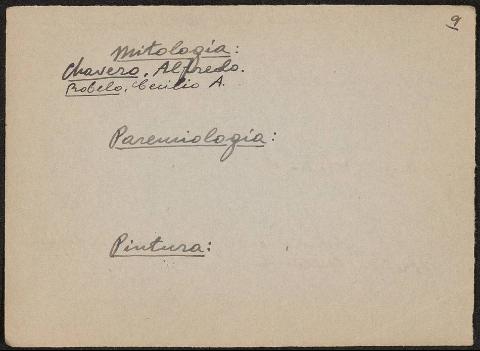 9
Mitología:
Chavero, Alfredo.
Robelo, Cecilio A.
Paremiología:
Pintura: